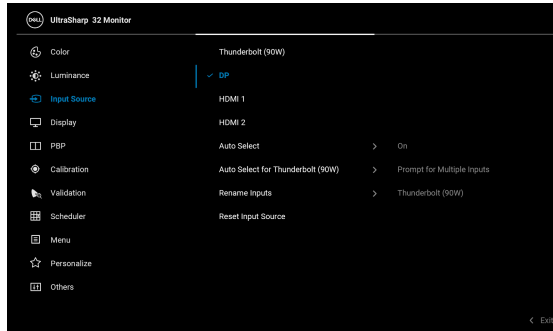 DELL UltraSharp 32 Monitor
Color
Thunderbolt (90W)
Luminance
DP
Input Source
HDMI 1
Display
HDMI 2
PBP
Auto Select
On
Calibration
Auto Select for Thunderbolt (90W)
Prompt for Multiple Inputs
Validation
Rename Inputs
Thunderbolt (90W)
Scheduler
Reset Input Source
Menu
Personalize
Others
Exit